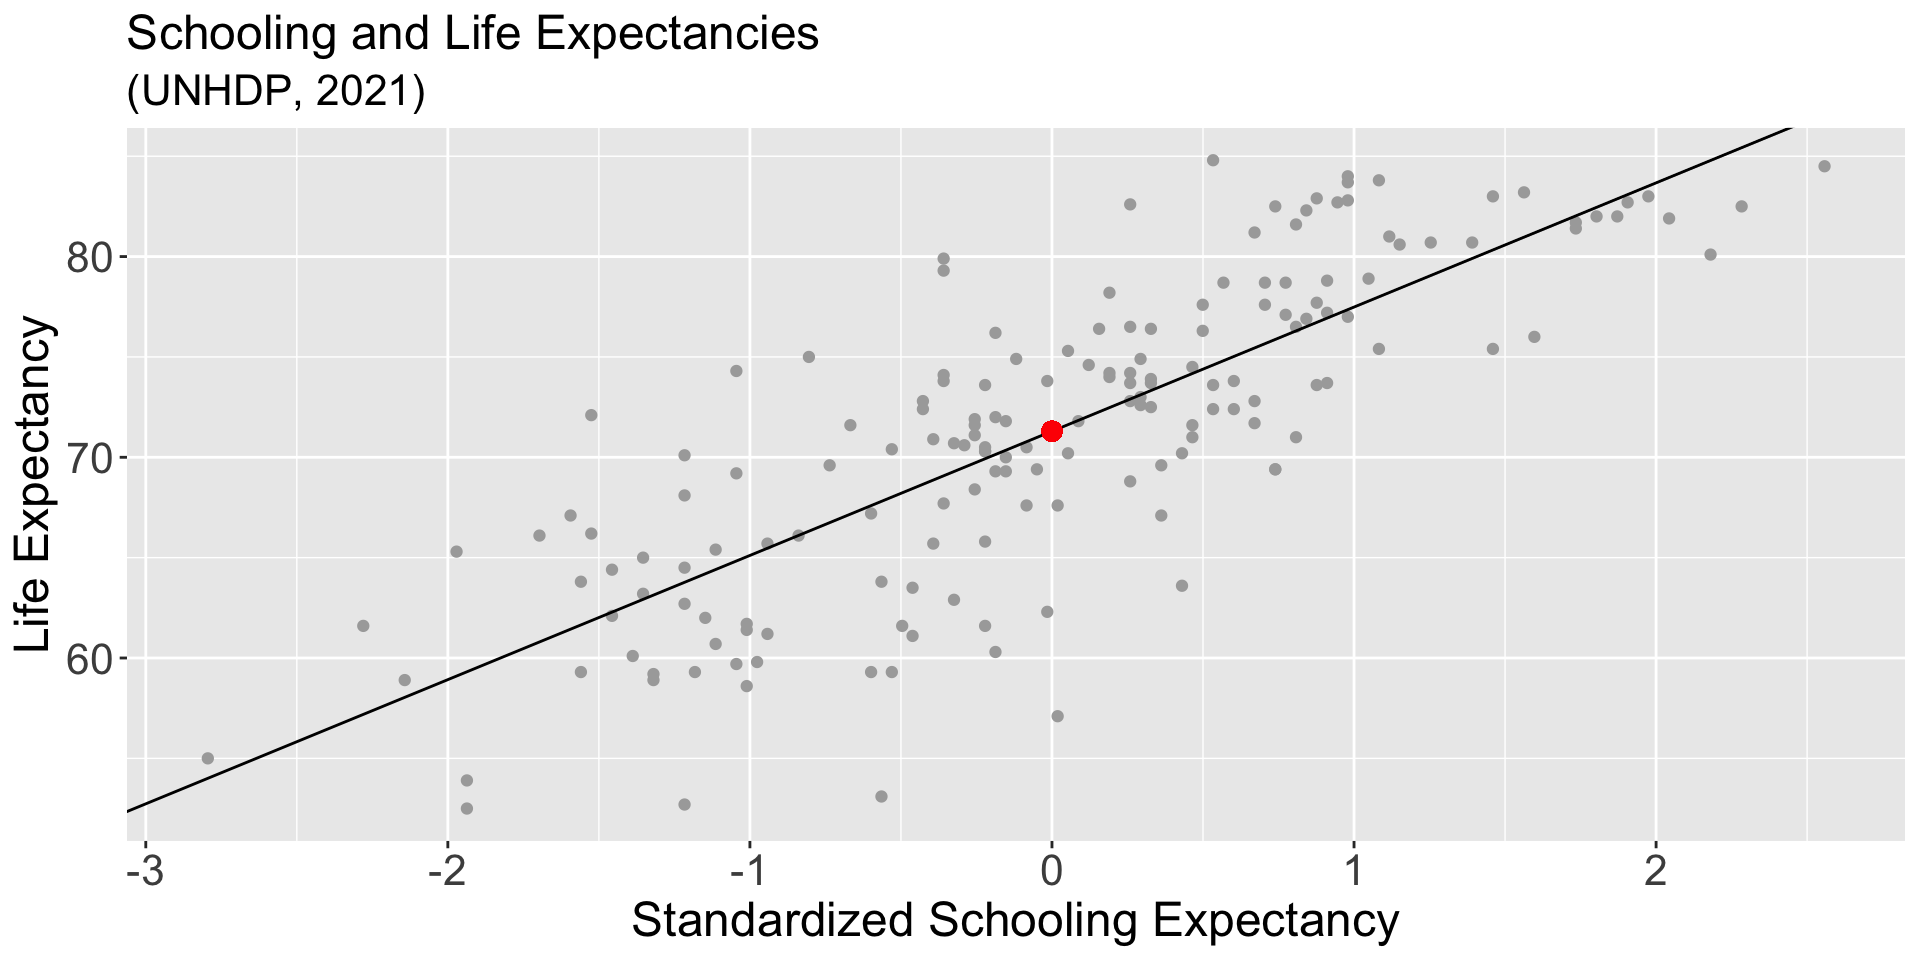 Schooling and Life Expectancies
(UNHDP, 2021)
Life Expectancy
80
70
60
-3 -2 -1 0 1 2
Standardized Schooling Expectancy